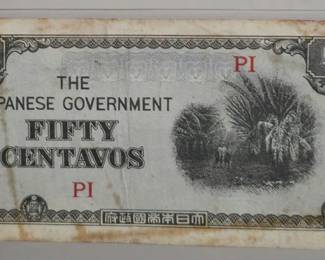 PI
THE
PANESE GOVERNMENT
FIFTY
CENTAVOS
PI
府政國帝本日大